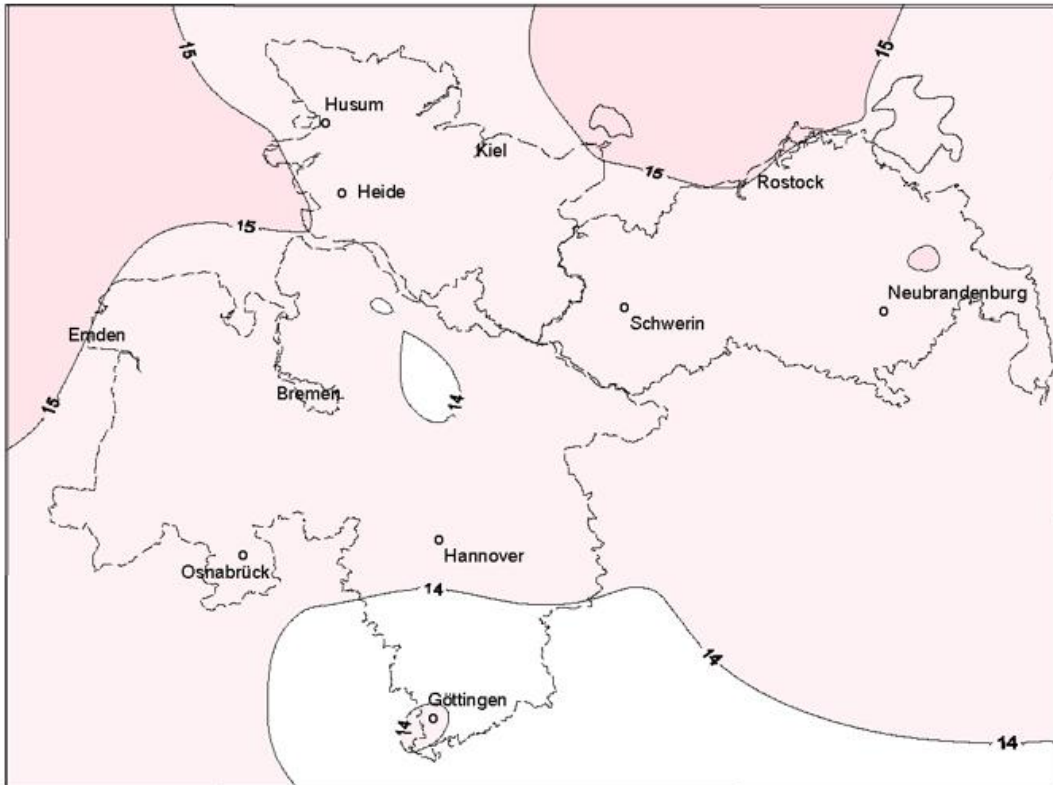 15
15
Husum
Kiel
15
Rostock
Heide
15
Neubrandenburg
Schwerin
Emden
Bremen
15
14
Hannover
Osnabrück
14
14
Göttingen
14
14